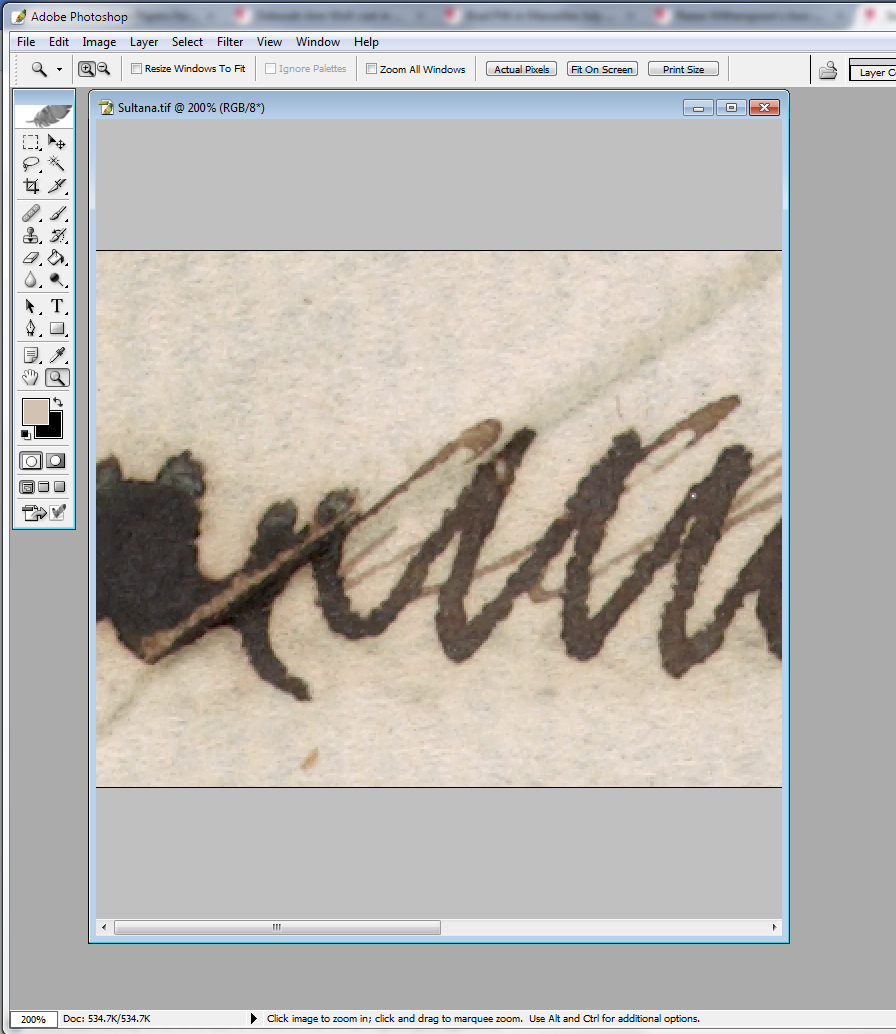 Adobe Photoshop
File Edit Image Layer Select Filter View Window Help
Resize Windows To Fit Ignore Palettes Zoom All Windows Actual Pixels Fit On Screen Print Size Layer
Sultana.tif @ 200% (RGB/8*)
200% Doc: 534.7K/534.7K Click image to zoom in; click and drag to marquee zoom. Use Alt and Ctrl for additional options.